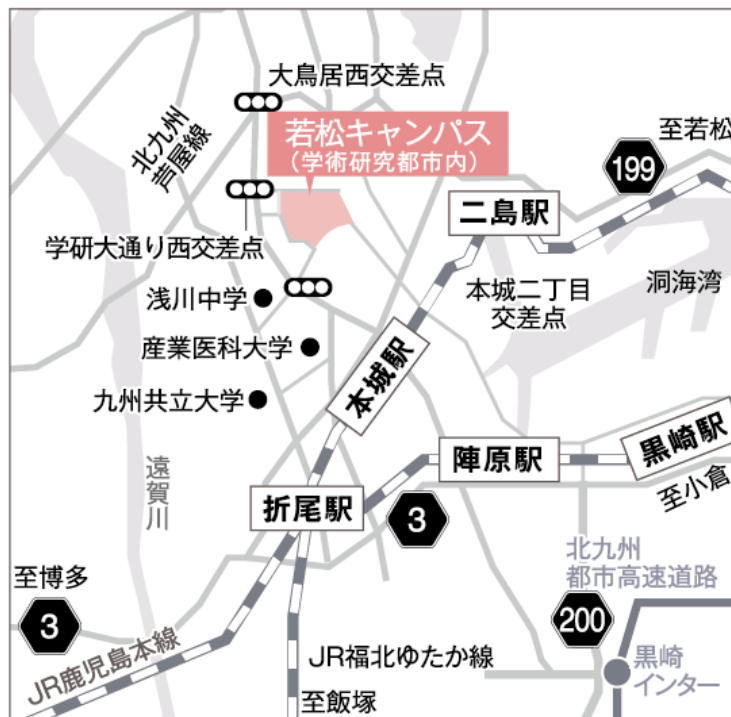 大鳥居西交差点
北九州
芦屋線
若松キャンパス
（学術研究都市内）
至若松
199
二島駅
学研大通り西交差点
浅川中学
本城二丁目
交差点
洞海湾
産業医科大学
本城駅
九州共立大学
黒崎駅
陣原駅
至小倉
遠賀川
折尾駅
3
北九州
都市高速道路
至博多
3
200
JR鹿児島本線
JR福北ゆたか線
黒崎
インター
至飯塚